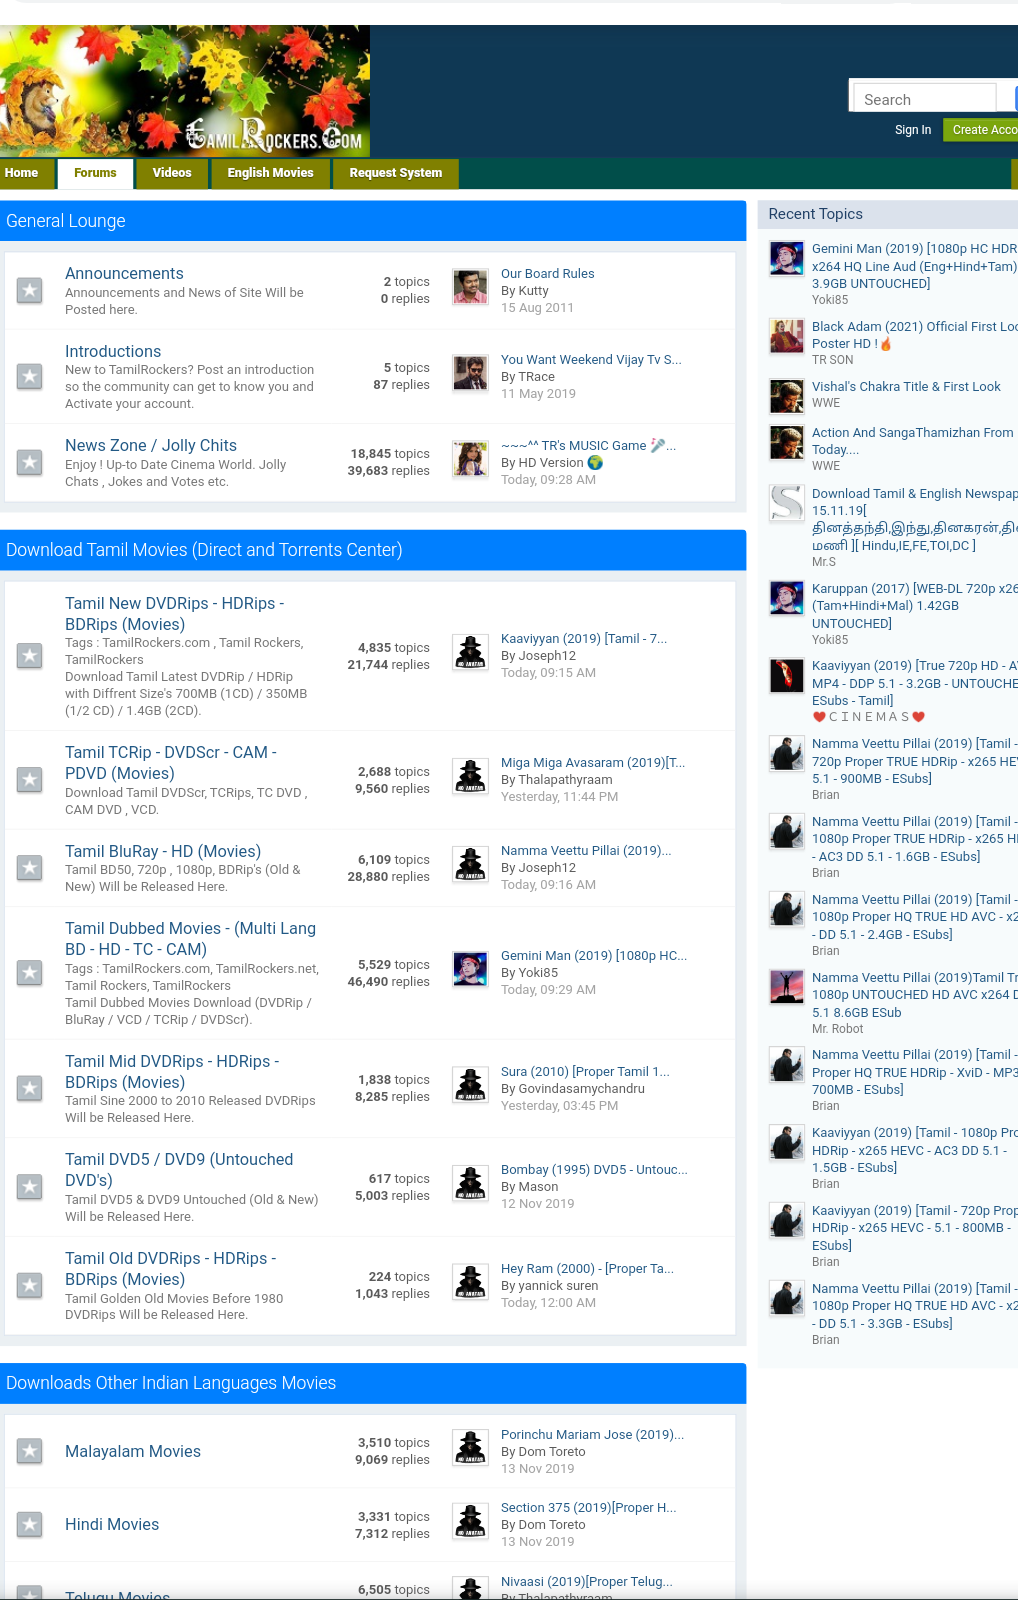 TamilRockers.Com
Search
Sign In
Create Acco
Home
Forums
Videos
English Movies
Request System
General Lounge
Announcements
Announcements and News of Site Will be
Posted here.
2 topics
0 replies
Our Board Rules
By Kutty
15 Aug 2011
Introductions
New to TamilRockers? Post an introduction
so the community can get to know you and
Activate your account.
5 topics
87 replies
You Want Weekend Vijay Tv S...
By TRace
11 May 2019
News Zone / Jolly Chits
Enjoy ! Up-to Date Cinema World. Jolly
Chats , Jokes and Votes etc.
18,845 topics
39,683 replies
~~~^^ TR's MUSIC Game 🎤...
By HD Version 🌍
Today, 09:28 AM
Download Tamil Movies (Direct and Torrents Center)
Tamil New DVDRips - HDRips -
BDRips (Movies)
Tags : TamilRockers.com , Tamil Rockers,
TamilRockers
Download Tamil Latest DVDRip / HDRip
with Diffrent Size's 700MB (1CD) / 350MB
(1/2 CD) / 1.4GB (2CD).
4,835 topics
21,744 replies
NO AVATAR
Kaaviyyan (2019) [Tamil - 7...
By Joseph12
Today, 09:15 AM
Tamil TCRip - DVDScr - CAM -
PDVD (Movies)
Download Tamil DVDScr, TCRips, TC DVD ,
CAM DVD , VCD.
2,688 topics
9,560 replies
NO AVATAR
Miga Miga Avasaram (2019)[T...
By Thalapathyraam
Yesterday, 11:44 PM
Tamil BluRay - HD (Movies)
Tamil BD50, 720p , 1080p, BDRip's (Old &
New) Will be Released Here.
6,109 topics
28,880 replies
NO AVATAR
Namma Veettu Pillai (2019)...
By Joseph12
Today, 09:16 AM
Tamil Dubbed Movies - (Multi Lang
BD - HD - TC - CAM)
Tags : TamilRockers.com, TamilRockers.net,
Tamil Rockers, TamilRockers
Tamil Dubbed Movies Download (DVDRip /
BluRay / VCD / TCRip / DVDScr).
5,529 topics
46,490 replies
Gemini Man (2019) [1080p HC...
By Yoki85
Today, 09:29 AM
Tamil Mid DVDRips - HDRips -
BDRips (Movies)
Tamil Sine 2000 to 2010 Released DVDRips
Will be Released Here.
1,838 topics
8,285 replies
NO AVATAR
Sura (2010) [Proper Tamil 1...
By Govindasamychandru
Yesterday, 03:45 PM
Tamil DVD5 / DVD9 (Untouched
DVD's)
Tamil DVD5 & DVD9 Untouched (Old & New)
Will be Released Here.
617 topics
5,003 replies
NO AVATAR
Bombay (1995) DVD5 - Untouc...
By Mason
12 Nov 2019
Tamil Old DVDRips - HDRips -
BDRips (Movies)
Tamil Golden Old Movies Before 1980
DVDRips Will be Released Here.
224 topics
1,043 replies
NO AVATAR
Hey Ram (2000) - [Proper Ta...
By yannick suren
Today, 12:00 AM
Downloads Other Indian Languages Movies
Malayalam Movies
3,510 topics
9,069 replies
NO AVATAR
Porinchu Mariam Jose (2019)...
By Dom Toreto
13 Nov 2019
Hindi Movies
3,331 topics
7,312 replies
NO AVATAR
Section 375 (2019)[Proper H...
By Dom Toreto
13 Nov 2019
Telugu Movies
6,505 topics
Nivaasi (2019)[Proper Telug...
By Thalapathyraam
Recent Topics
Gemini Man (2019) [1080p HC HDR
x264 HQ Line Aud (Eng+Hind+Tam)
3.9GB UNTOUCHED]
Yoki85
Black Adam (2021) Official First Loo
Poster HD !🔥
TR SON
Vishal's Chakra Title & First Look
WWE
Action And SangaThamizhan From
Today....
WWE
Download Tamil & English Newspap
15.11.19[
தினத்தந்தி,இந்து,தினகரன்,தின
மணி ][ Hindu,IE,FE,TOI,DC ]
Mr.S
Karuppan (2017) [WEB-DL 720p x26
(Tam+Hindi+Mal) 1.42GB
UNTOUCHED]
Yoki85
Kaaviyyan (2019) [True 720p HD - A
MP4 - DDP 5.1 - 3.2GB - UNTOUCHE
ESubs - Tamil]
❤️ C I N E M A S ❤️
Namma Veettu Pillai (2019) [Tamil -
720p Proper TRUE HDRip - x265 HEV
5.1 - 900MB - ESubs]
Brian
Namma Veettu Pillai (2019) [Tamil -
1080p Proper TRUE HDRip - x265 H
- AC3 DD 5.1 - 1.6GB - ESubs]
Brian
Namma Veettu Pillai (2019) [Tamil -
1080p Proper HQ TRUE HD AVC - x2
- DD 5.1 - 2.4GB - ESubs]
Brian
Namma Veettu Pillai (2019)Tamil Tr
1080p UNTOUCHED HD AVC x264 D
5.1 8.6GB ESub
Mr. Robot
Namma Veettu Pillai (2019) [Tamil -
Proper HQ TRUE HDRip - XviD - MP3
700MB - ESubs]
Brian
Kaaviyyan (2019) [Tamil - 1080p Pro
HDRip - x265 HEVC - AC3 DD 5.1 -
1.5GB - ESubs]
Brian
Kaaviyyan (2019) [Tamil - 720p Prop
HDRip - x265 HEVC - 5.1 - 800MB -
ESubs]
Brian
Namma Veettu Pillai (2019) [Tamil -
1080p Proper HQ TRUE HD AVC - x2
- DD 5.1 - 3.3GB - ESubs]
Brian